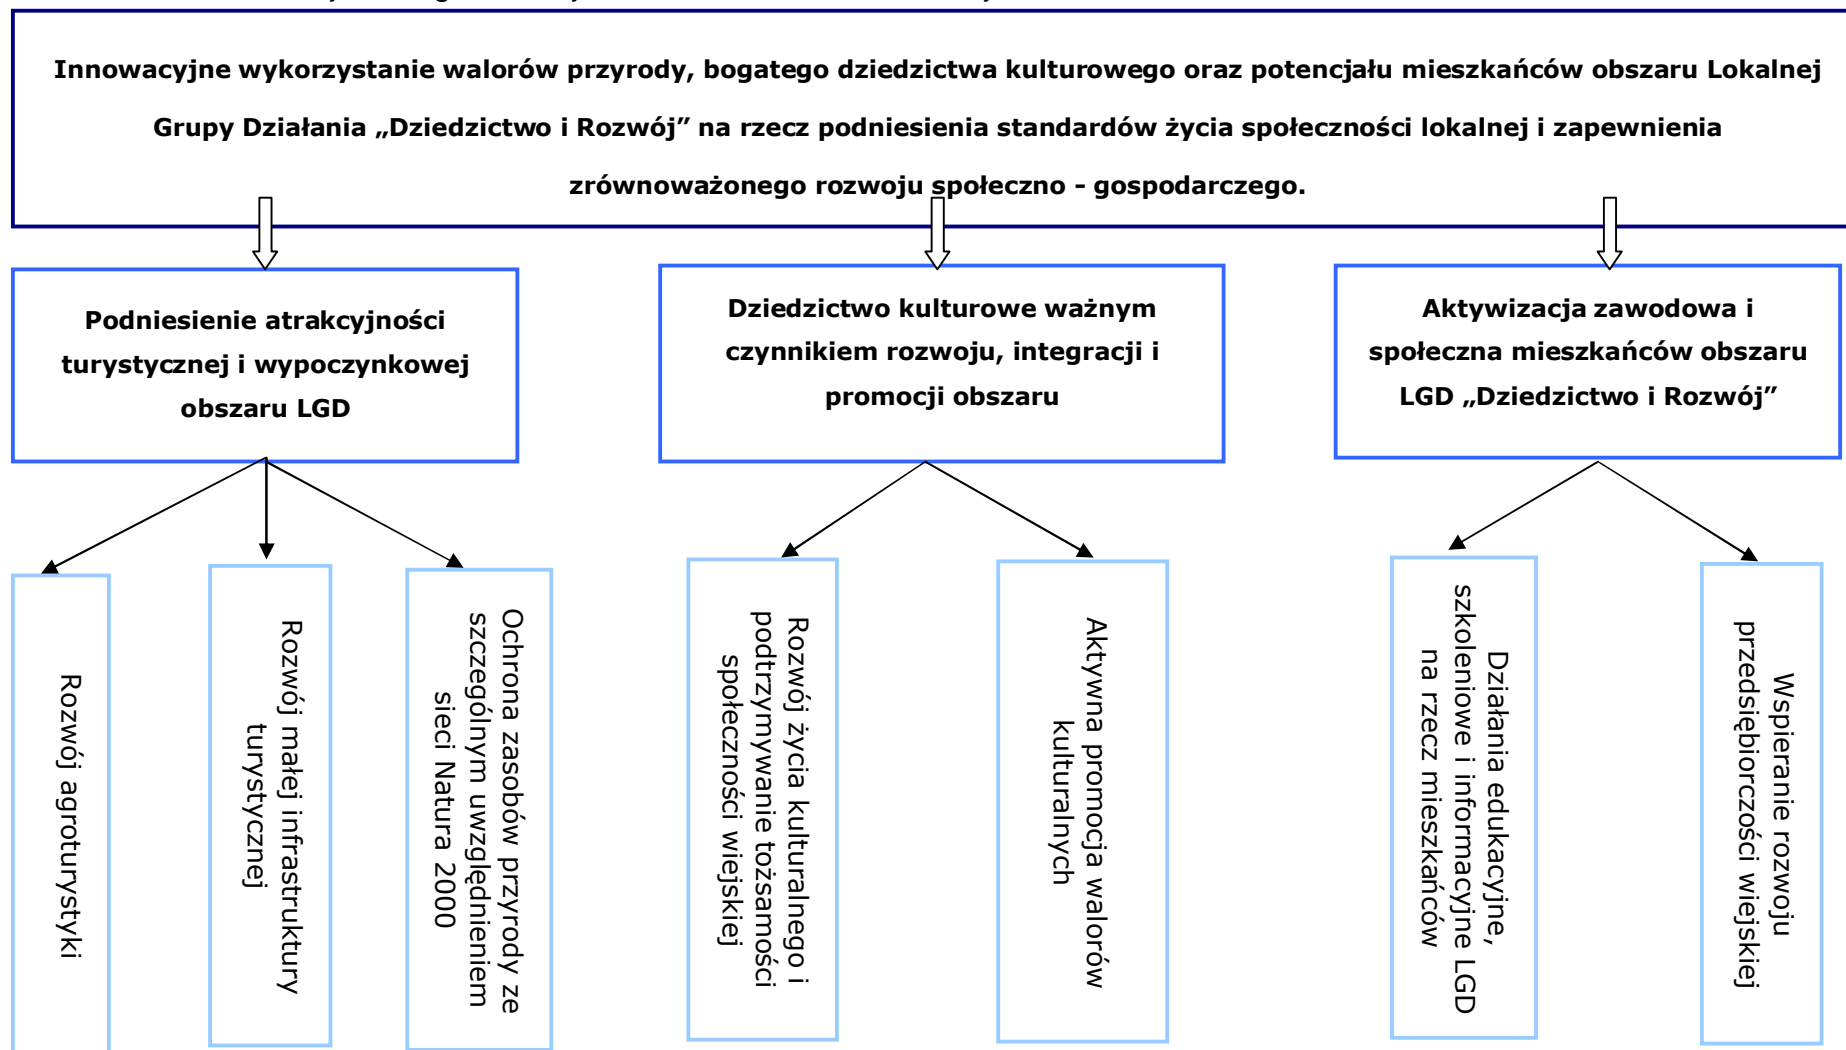 Innowacyjne wykorzystanie walorów przyrody, bogatego dziedzictwa kulturowego oraz potencjału mieszkańców obszaru Lokalnej
Grupy Działania „Dziedzictwo i Rozwój” na rzecz podniesienia standardów życia społeczności lokalnej i zapewnienia
zrównoważonego rozwoju społeczno - gospodarczego.
Podniesienie atrakcyjności
turystycznej i wypoczynkowej
obszaru LGD
Dziedzictwo kulturowe ważnym
czynnikiem rozwoju, integracji i
promocji obszaru
Aktywizacja zawodowa i
społeczna mieszkańców obszaru
LGD „Dziedzictwo i Rozwój”
Rozwój agroturystyki
Rozwój małej infrastruktury
turystycznej
Ochrona zasobów przyrody ze
szczególnym uwzględnieniem
sieci Natura 2000
Rozwój życia kulturalnego i
podtrzymywanie tożsamości
społeczności wiejskiej
Aktywna promocja walorów
kulturalnych
Działania edukacyjne,
szkoleniowe i informacyjne LGD
na rzecz mieszkańców
Wspieranie rozwoju
przedsiębiorczości wiejskiej